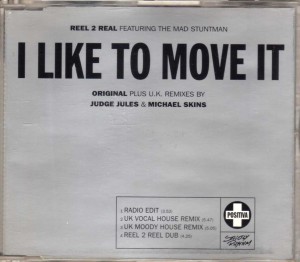 REEL 2 REAL FEATURING THE MAD STUNTMAN
I LIKE TO MOVE IT
ORIGINAL PLUS U.K. REMIXES BY
JUDGE JULES & MICHAEL SKINS
1 RADIO EDIT
2 UK VOCAL HOUSE REMIX
3 UK MOODY HOUSE REMIX
4 REEL 2 REEL DUB
POSITIVA
STRICTLY RHYTHM